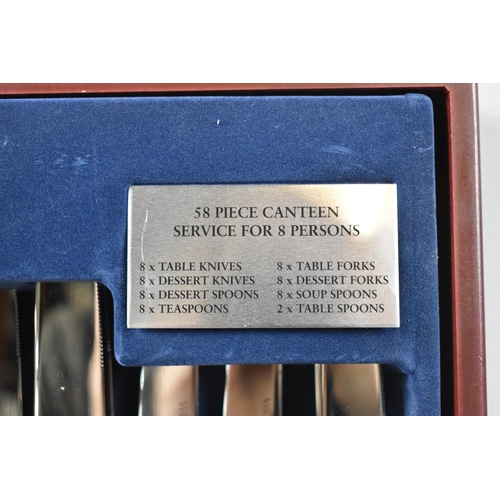 58 PIECE CANTEEN
SERVICE FOR 8 PERSONS
8 x TABLE KNIVES 8 x TABLE FORKS
8 x DESSERT KNIVES 8 x DESSERT FORKS
8 x DESSERT SPOONS 8 x SOUP SPOONS
8 x TEASPOONS 2 x TABLE SPOONS